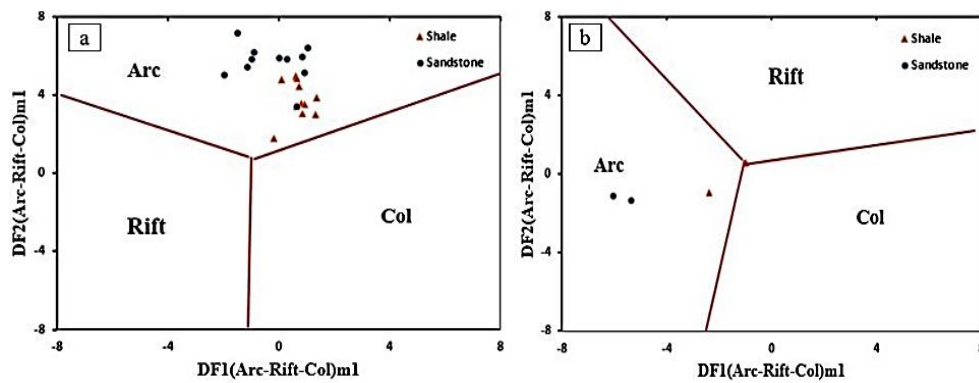 a
Shale
Sandstone
Arc
Rift
Col
8
4
0
-4
-8
-8
-4
0
4
8
DF2(Arc-Rift-Col)m1
DF1(Arc-Rift-Col)m1
b
Shale
Sandstone
Rift
Arc
Col
8
4
0
-4
-8
-8
-4
0
4
8
DF2(Arc-Rift-Col)m1
DF1(Arc-Rift-Col)m1